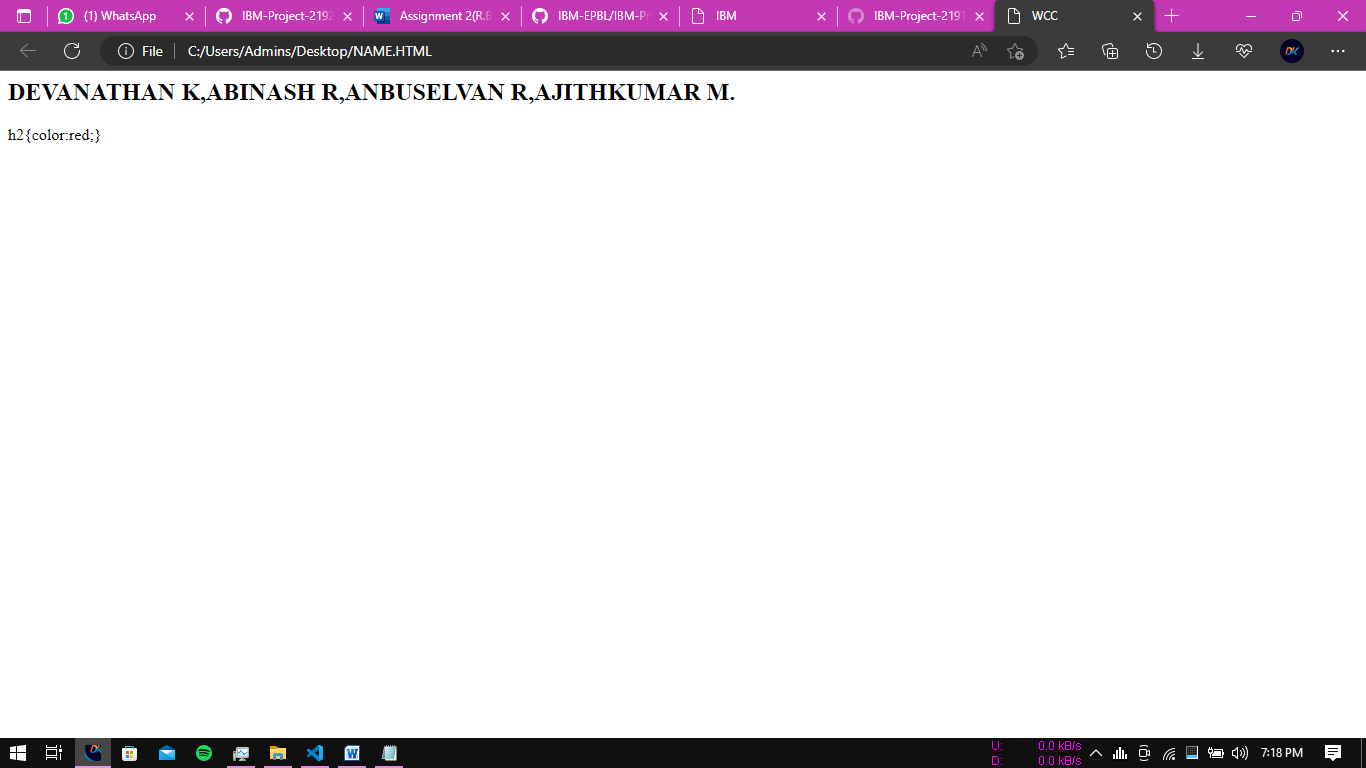 (1) WhatsApp
IBM-Project-2192
Assignment 2(R.B
IBM-EPBL/IBM-Pr
IBM
IBM-Project-2191
WCC
File
C:/Users/Admins/Desktop/NAME.HTML
DEVANATHAN K,ABINASH R,ANBUSELVAN R,AJITHKUMAR M.
h2{color:red;}
U: 0.0 kB/s
D: 0.0 kB/s
7:18 PM